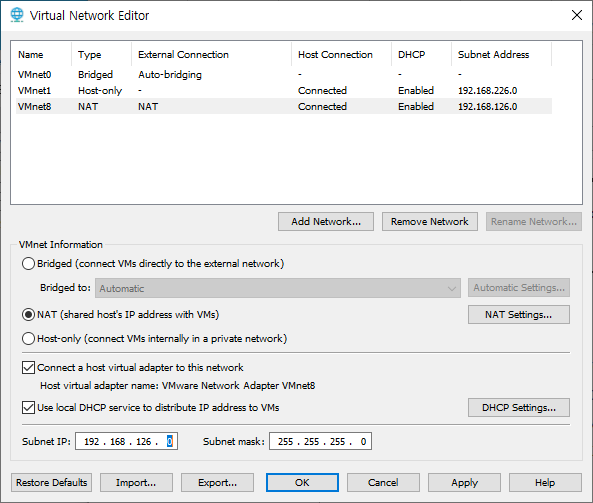 Virtual Network Editor
Name Type External Connection Host Connection DHCP Subnet Address
VMnet0 Bridged Auto-bridging - - -
VMnet1 Host-only - Connected Enabled 192.168.226.0
VMnet8 NAT NAT Connected Enabled 192.168.126.0
Add Network... Remove Network Rename Network...
VMnet Information
Bridged (connect VMs directly to the external network)
Bridged to: Automatic Automatic Settings...
NAT (shared host's IP address with VMs) NAT Settings...
Host-only (connect VMs internally in a private network)
Connect a host virtual adapter to this network
Host virtual adapter name: VMware Network Adapter VMnet8
Use local DHCP service to distribute IP address to VMs DHCP Settings...
Subnet IP: 192 . 168 . 126 . 0 Subnet mask: 255 . 255 . 255 . 0
Restore Defaults Import... Export... OK Cancel Apply Help